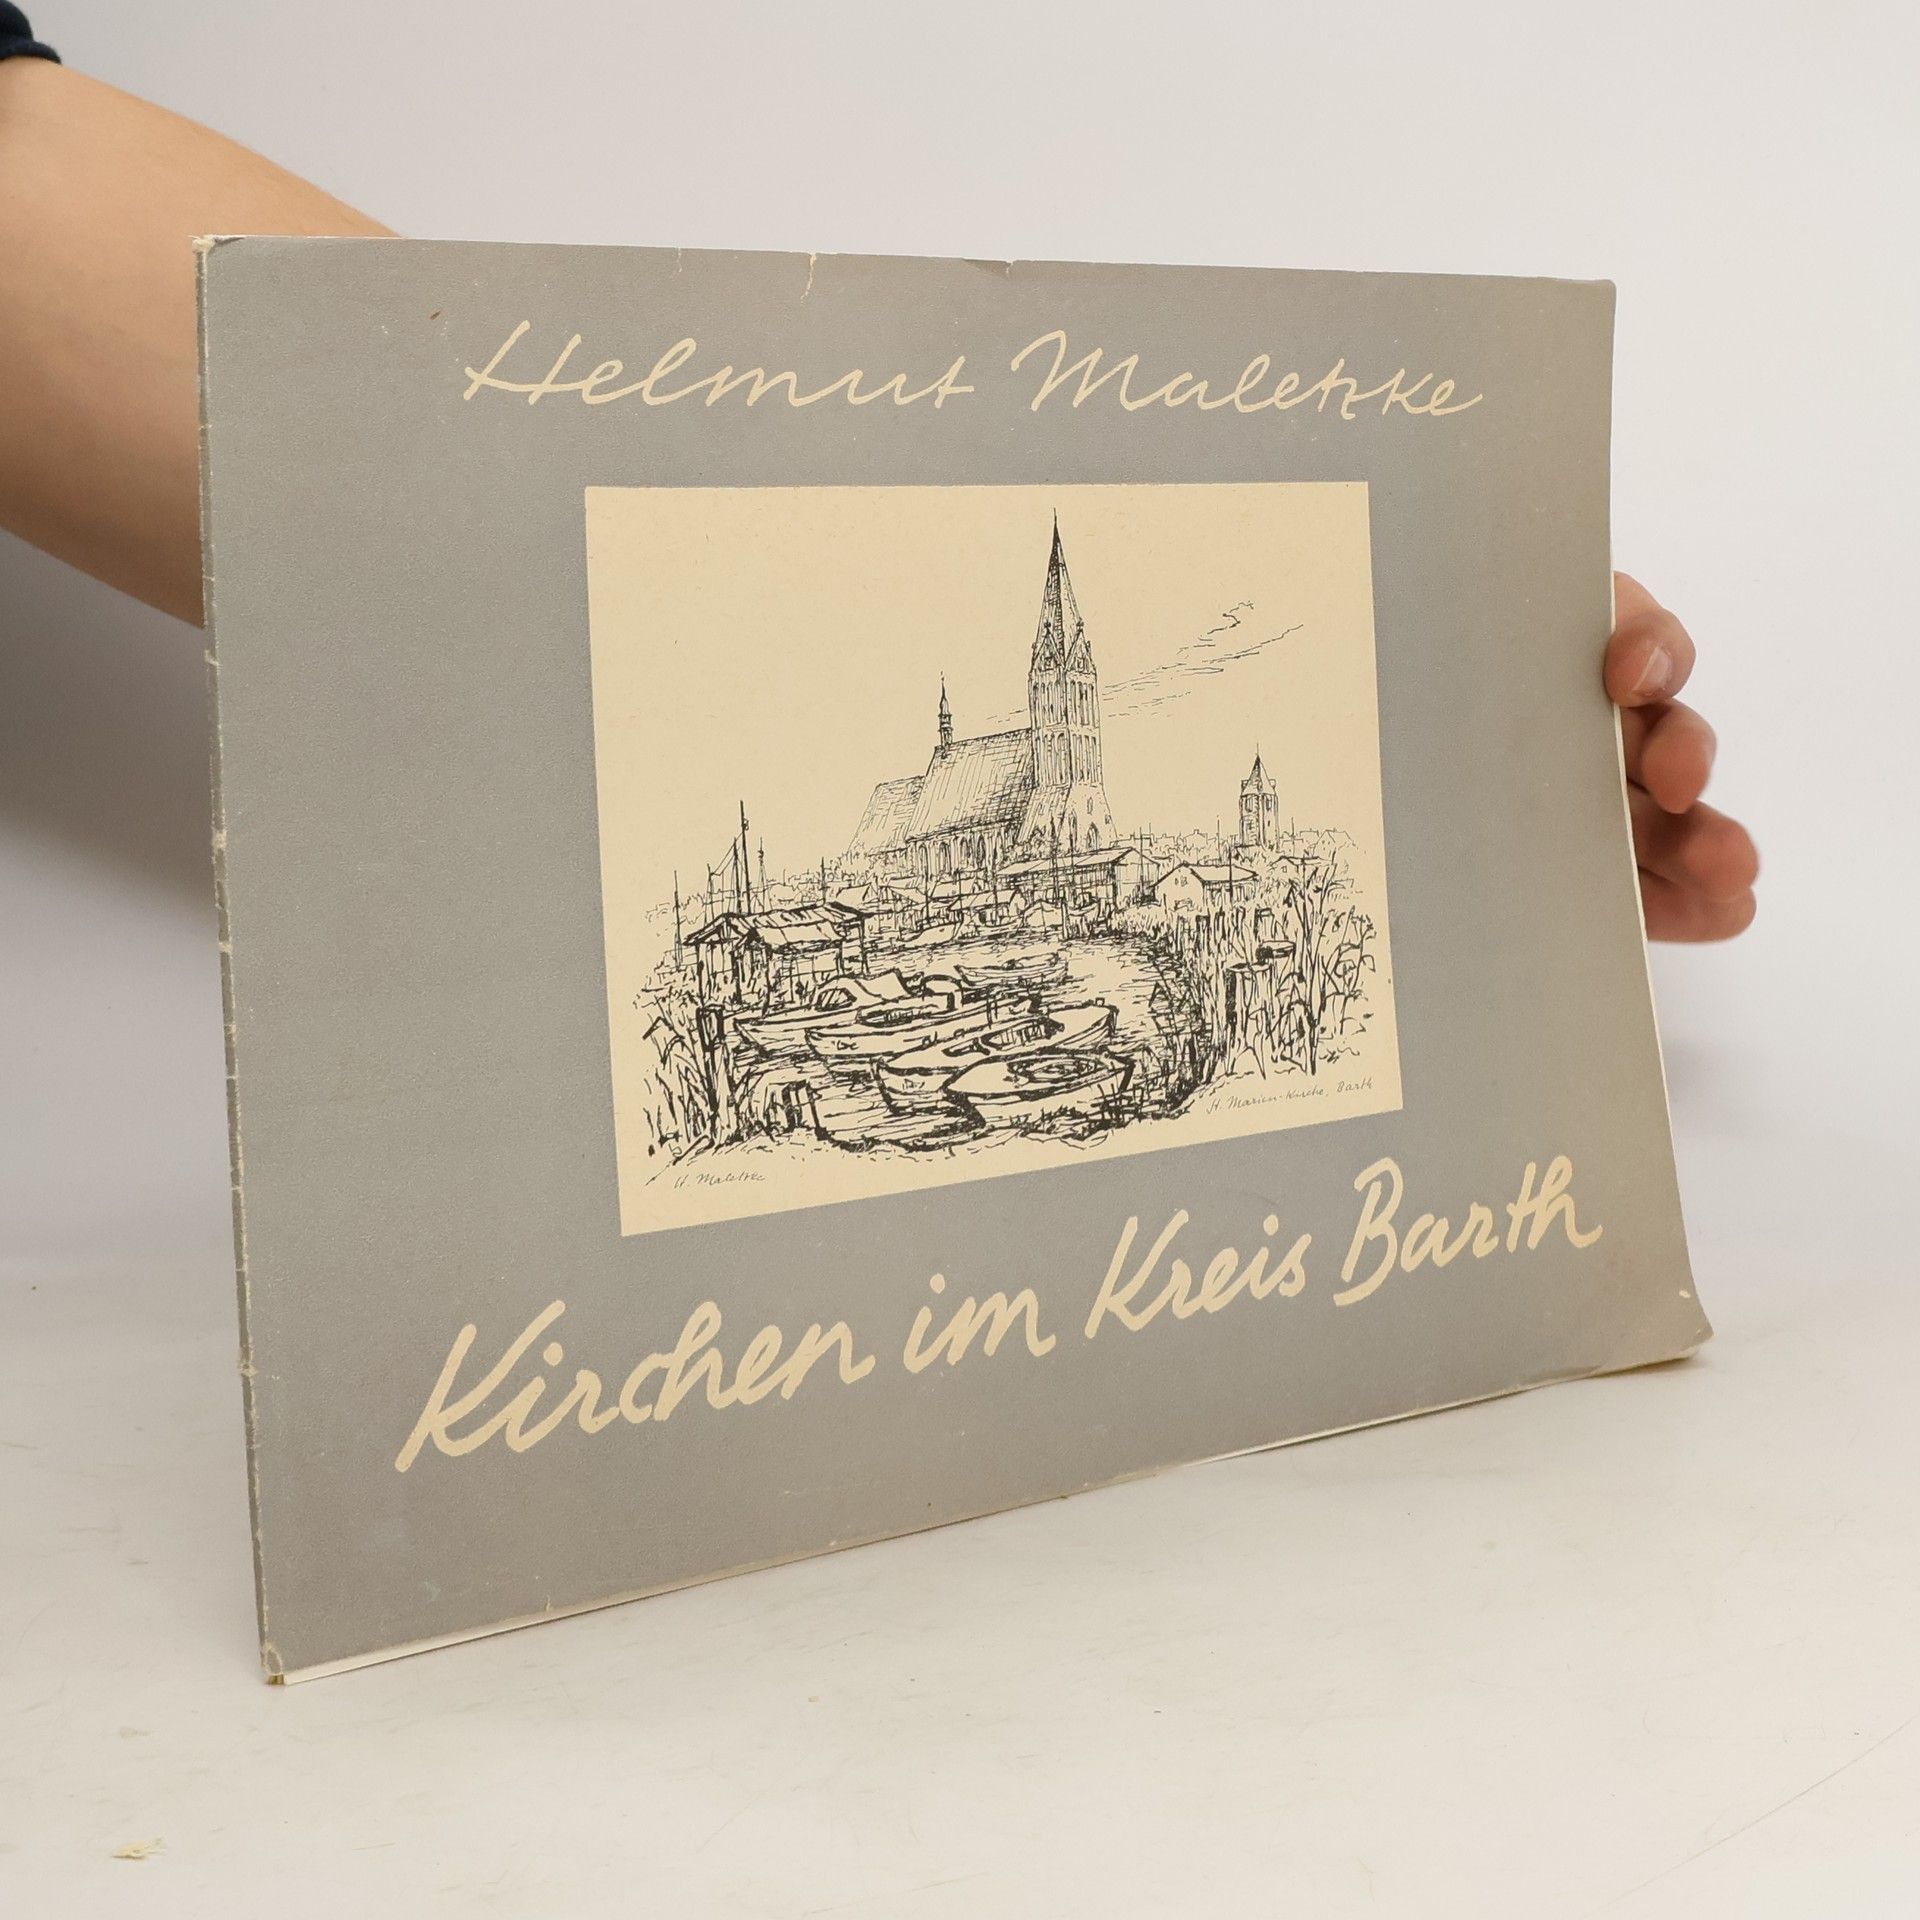 Helmut Maletzke
St. Marien-Kirche, Barth
H. Maletzke
Kirchen im Kreis Barth